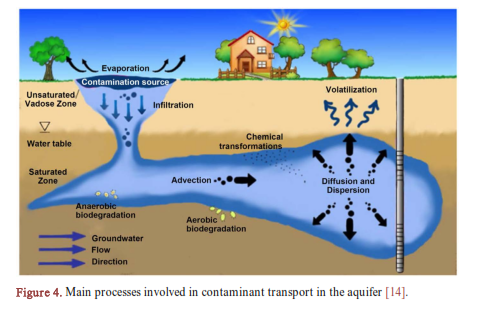 Evaporation
Contamination source
Unsaturated/
Vadose Zone
Infiltration
Volatilization
Water table
Chemical
transformations
Saturated
Zone
Advection
Diffusion and
Dispersion
Anaerobic
biodegradation
Aerobic
biodegradation
Groundwater
Flow
Direction
Figure 4. Main processes involved in contaminant transport in the aquifer [14].